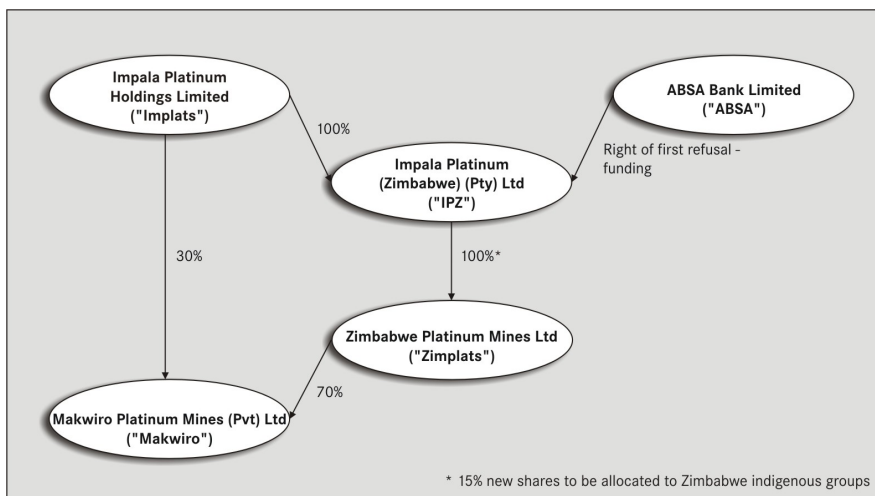 Impala Platinum
Holdings Limited
("Implats")
ABSA Bank Limited
("ABSA")
100%
Right of first refusal -
funding
Impala Platinum
(Zimbabwe) (Pty) Ltd
("IPZ")
30%
100%*
Zimbabwe Platinum Mines Ltd
("Zimplats")
70%
Makwiro Platinum Mines (Pvt) Ltd
("Makwiro")
* 15% new shares to be allocated to Zimbabwe indigenous groups